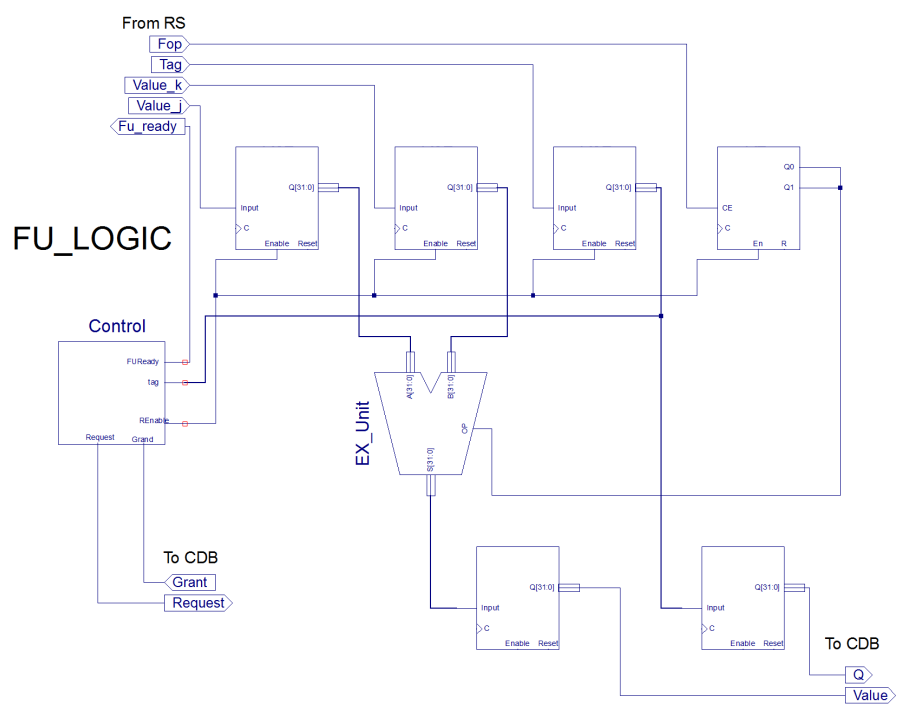 From RS
Fop
Tag
Value_k
Value_j
Fu_ready
FU_LOGIC
Q[31:0]
Input
C
Enable Reset
Q[31:0]
Input
C
Enable Reset
Q[31:0]
Input
C
Enable Reset
Q0
Q1
CE
C
En R
Control
FUReady
tag
REnable
Request Grand
A[31:0]
B[31:0]
OP
S[31:0]
EX_Unit
To CDB
Grant
Request
Q[31:0]
Input
C
Enable Reset
Q[31:0]
Input
C
Enable Reset
To CDB
Q
Value